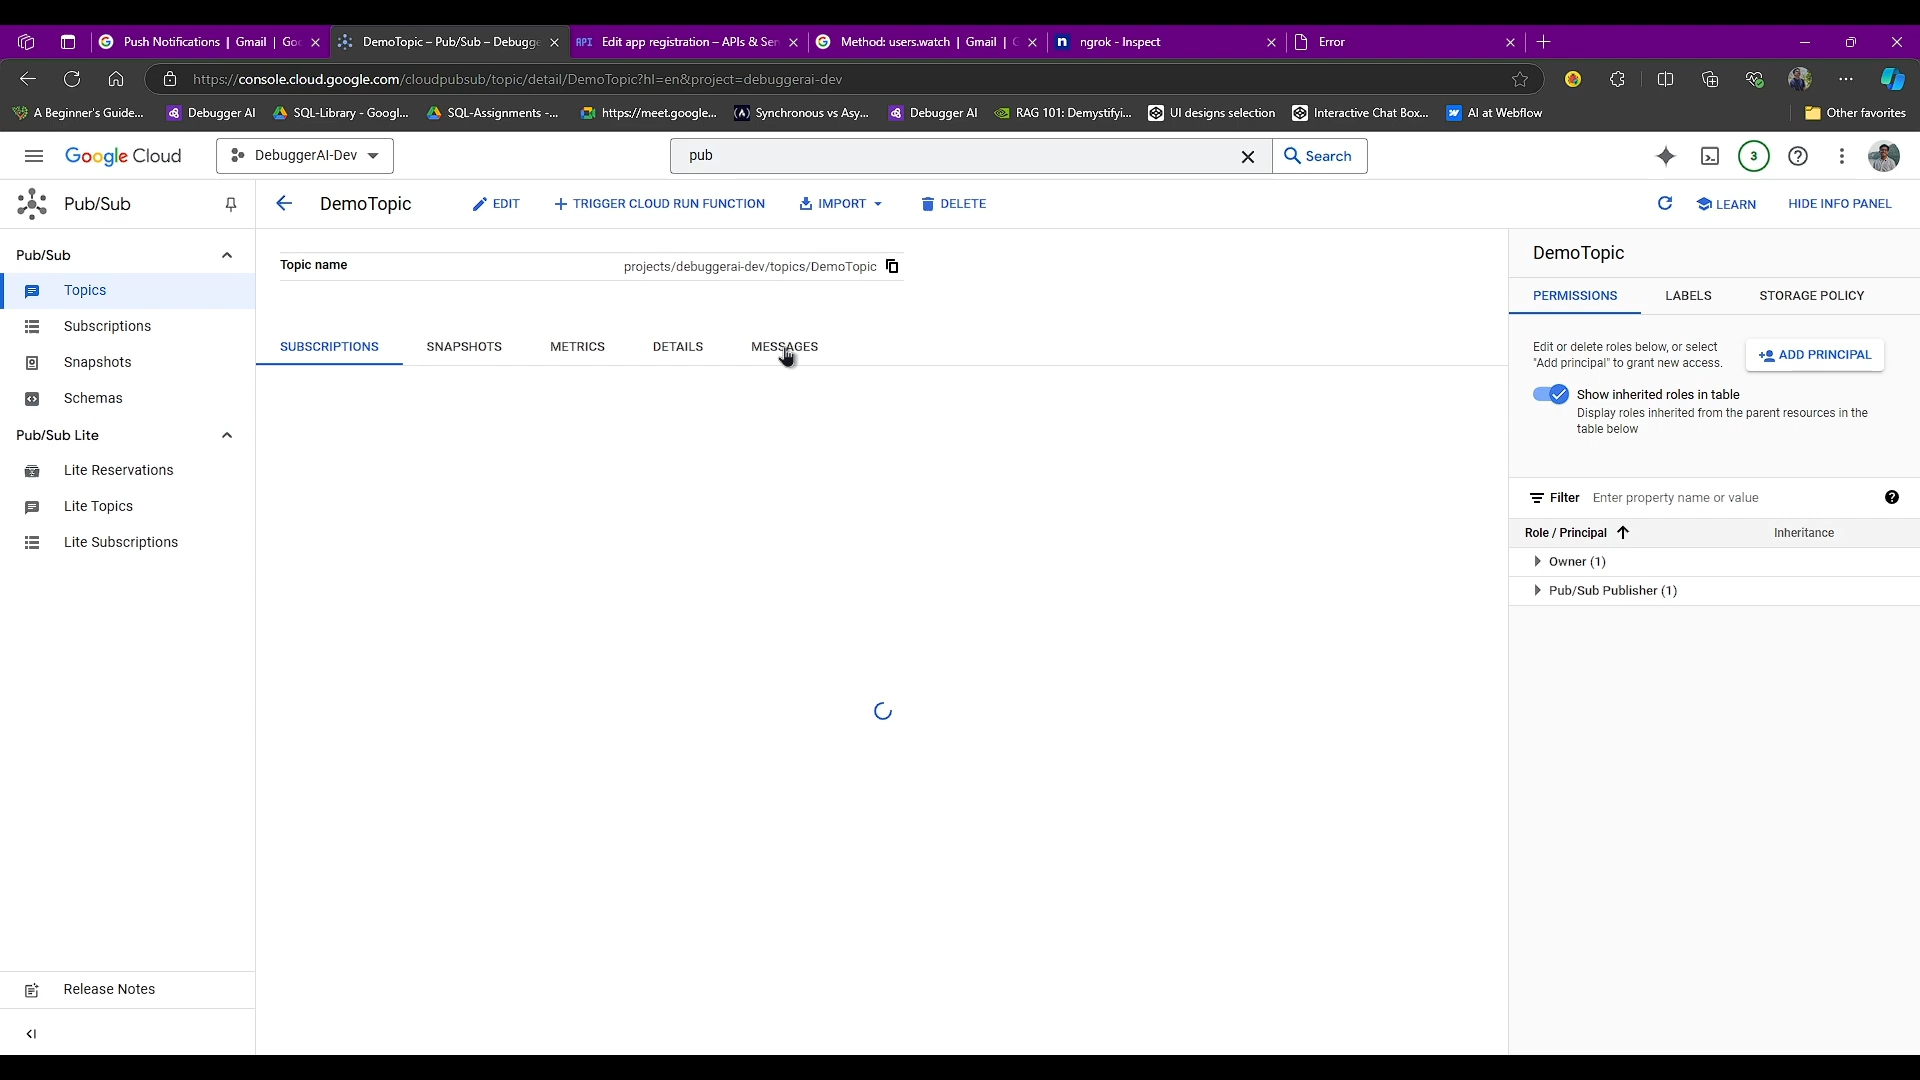 Push Notifications | Gmail | Goo
DemoTopic – Pub/Sub – Debugge
API Edit app registration – APIs & Ser
Method: users.watch | Gmail | G
n ngrok - Inspect
Error
https://console.cloud.google.com/cloudpubsub/topic/detail/DemoTopic?hl=en&project=debuggerai-dev
A Beginner's Guide...
Debugger AI
SQL-Library - Googl...
SQL-Assignments -...
https://meet.google...
Synchronous vs Asy...
Debugger AI
RAG 101: Demystifyi...
UI designs selection
Interactive Chat Box...
AI at Webflow
Other favorites
Google Cloud
DebuggerAI-Dev
pub
Search
3
Pub/Sub
DemoTopic
EDIT
TRIGGER CLOUD RUN FUNCTION
IMPORT
DELETE
LEARN
HIDE INFO PANEL
Pub/Sub
Topics
Subscriptions
Snapshots
Schemas
Pub/Sub Lite
Lite Reservations
Lite Topics
Lite Subscriptions
Release Notes
Topic name
projects/debuggerai-dev/topics/DemoTopic
SUBSCRIPTIONS
SNAPSHOTS
METRICS
DETAILS
MESSAGES
DemoTopic
PERMISSIONS
LABELS
STORAGE POLICY
Edit or delete roles below, or select
"Add principal" to grant new access.
ADD PRINCIPAL
Show inherited roles in table
Display roles inherited from the parent resources in the
table below
Filter Enter property name or value
Role / Principal
Inheritance
Owner (1)
Pub/Sub Publisher (1)